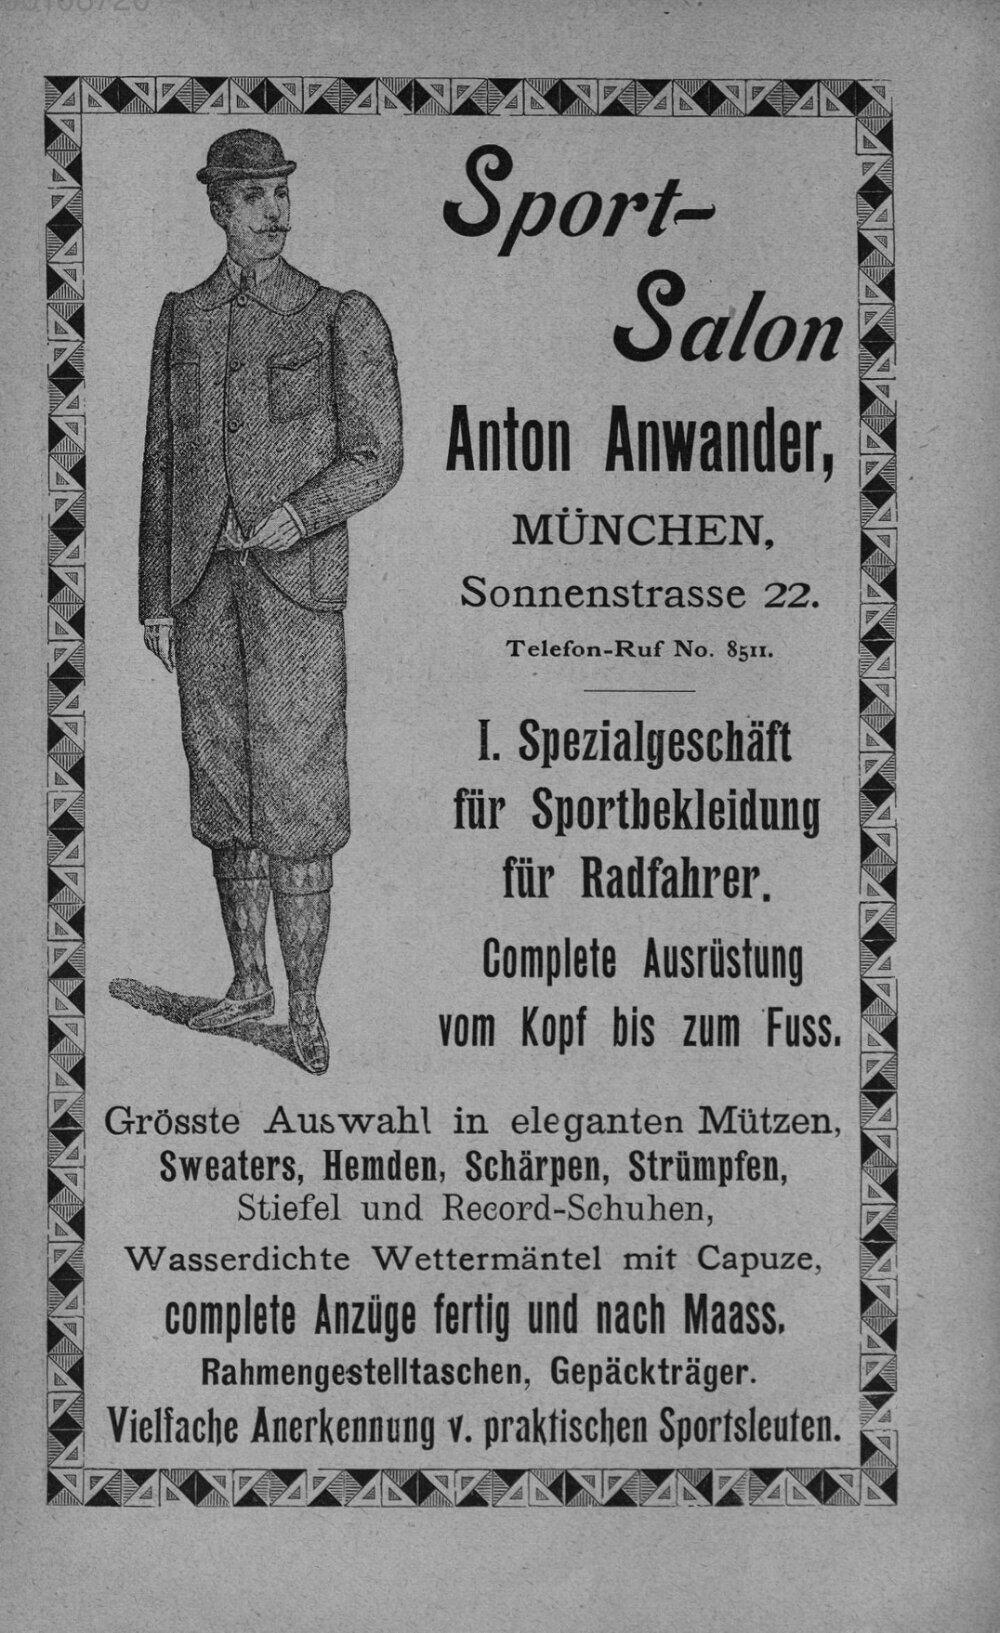 Sport-
Salon
Anton Anwander,
MÜNCHEN,
Sonnenstrasse 22.
Telefon-Ruf No. 8511.
I. Spezialgeschäft
für Sportbekleidung
für Radfahrer.
Complete Ausrüstung
vom Kopf bis zum Fuss.
Grösste Auswahl in eleganten Mützen,
Sweaters, Hemden, Schärpen, Strümpfen,
Stiefel und Record-Schuhen,
Wasserdichte Wettermäntel mit Capuze,
complete Anzüge fertig und nach Maass.
Rahmengestelltaschen, Gepäckträger.
Vielfache Anerkennung v. praktischen Sportsleuten.